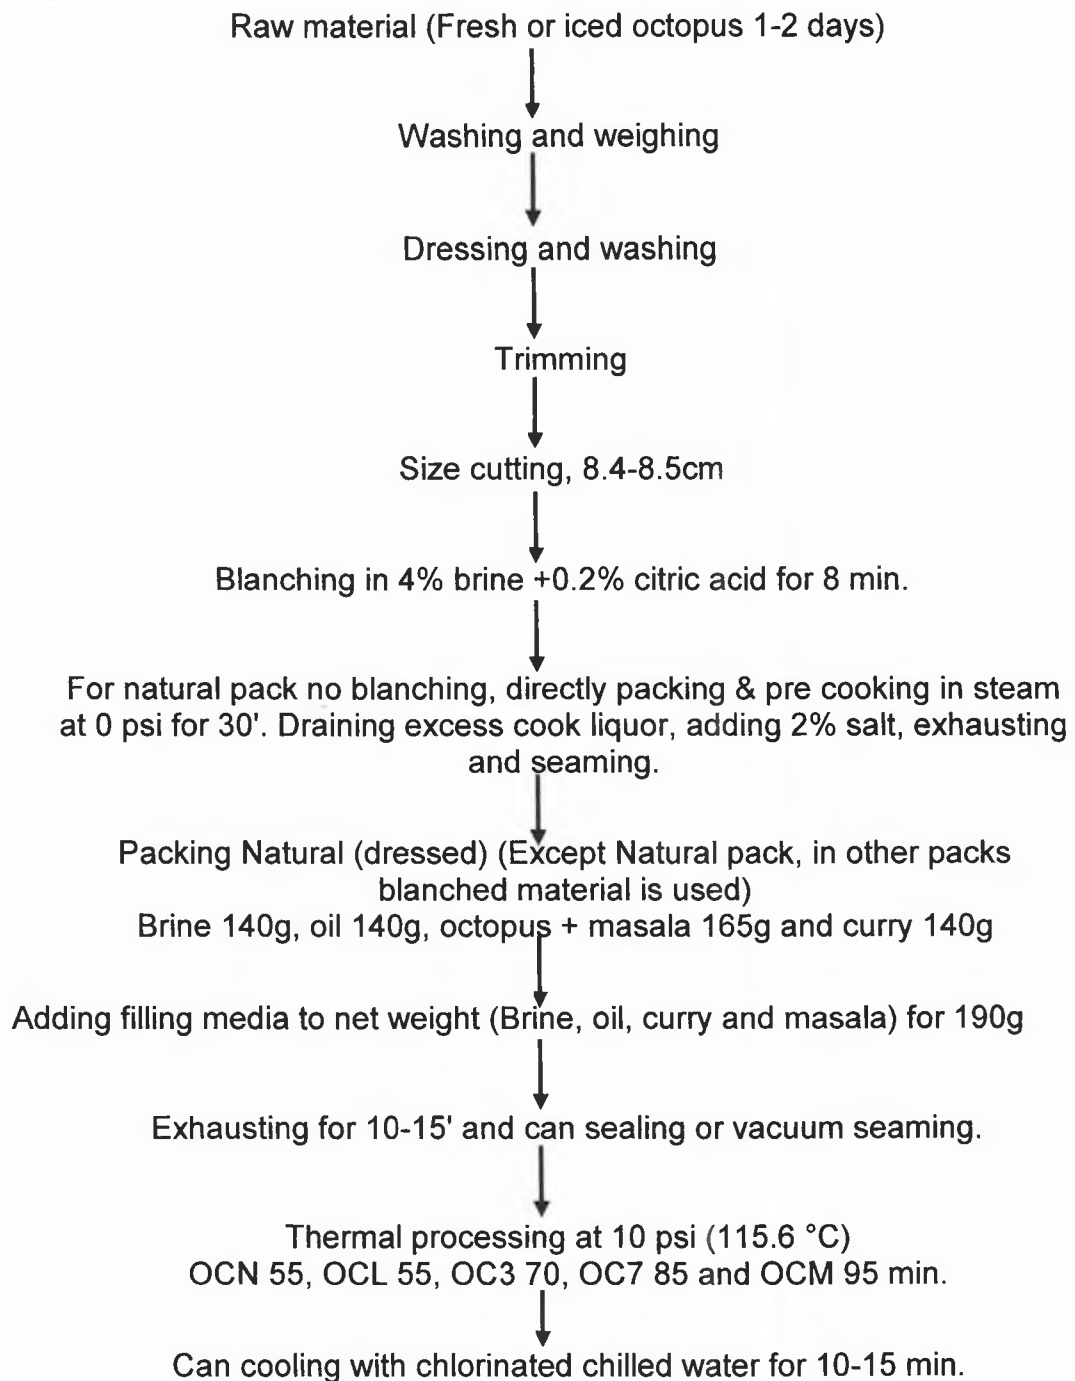 Raw material (Fresh or iced octopus 1-2 days)
Washing and weighing
Dressing and washing
Trimming
Size cutting, 8.4-8.5cm
Blanching in 4% brine +0.2% citric acid for 8 min.
For natural pack no blanching, directly packing & pre cooking in steam
at 0 psi for 30'. Draining excess cook liquor, adding 2% salt, exhausting
and seaming.
Packing Natural (dressed) (Except Natural pack, in other packs
blanched material is used)
Brine 140g, oil 140g, octopus + masala 165g and curry 140g
Adding filling media to net weight (Brine, oil, curry and masala) for 190g
Exhausting for 10-15' and can sealing or vacuum seaming.
Thermal processing at 10 psi (115.6 °C)
OCN 55, OCL 55, OC3 70, OC7 85 and OCM 95 min.
Can cooling with chlorinated chilled water for 10-15 min.